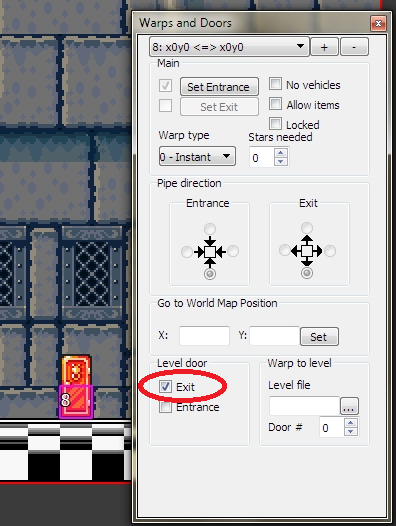 Warps and Doors
8: x0y0 <=> x0y0
+
-
Main
Set Entrance
No vehicles
Set Exit
Allow items
Locked
Warp type
Stars needed
0 - Instant
0
Pipe direction
Entrance
Exit
Go to World Map Position
X:
Y:
Set
Level door
Warp to level
Exit
Level file
Entrance
...
Door #
0
8